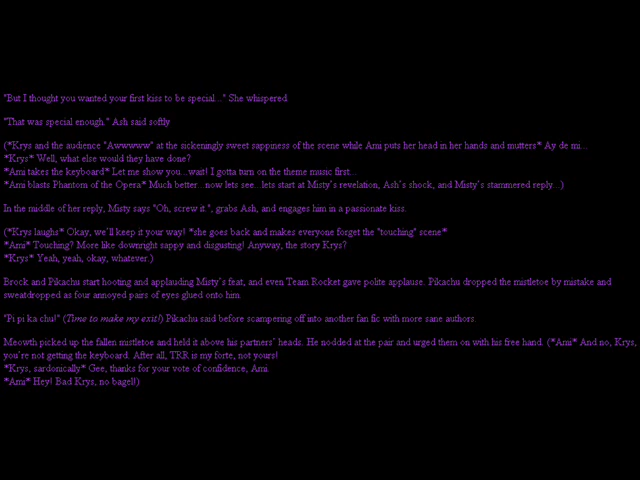 "But I thought you wanted your first kiss to be special..." She whispered.
"That was special enough." Ash said softly
(*Krys and the audience "Awwwww" at the sickeningly sweet sappiness of the scene while Ami puts her head in her hands and mutters* Ay de mi...
*Krys* Well, what else would they have done?
*Ami takes the keyboard* Let me show you...wait! I gotta turn on the theme music first...
*Ami blasts Phantom of the Opera* Much better...now lets see...lets start at Misty's revelation, Ash's shock, and Misty's stammered reply...)
In the middle of her reply, Misty says "Oh, screw it.", grabs Ash, and engages him in a passionate kiss.
(*Krys laughs* Okay, we'll keep it your way! *she goes back and makes everyone forget the "touching" scene*
*Ami* Touching? More like downright sappy and disgusting! Anyway, the story Krys?
*Krys* Yeah, yeah, okay, whatever.)
Brock and Pikachu start hooting and applauding Misty's feat, and even Team Rocket gave polite applause. Pikachu dropped the mistletoe by mistake and
sweatdropped as four annoyed pairs of eyes glued onto him.
"Pi pi ka chu!" (Time to make my exit!) Pikachu said before scampering off into another fan fic with more sane authors.
Meowth picked up the fallen mistletoe and held it above his partners' heads. He nodded at the pair and urged them on with his free hand. (*Ami* And no, Krys,
you're not getting the keyboard. After all, TRR is my forte, not yours!
*Krys, sardonically* Gee, thanks for your vote of confidence, Ami.
*Ami* Hey! Bad Krys, no bagel!)